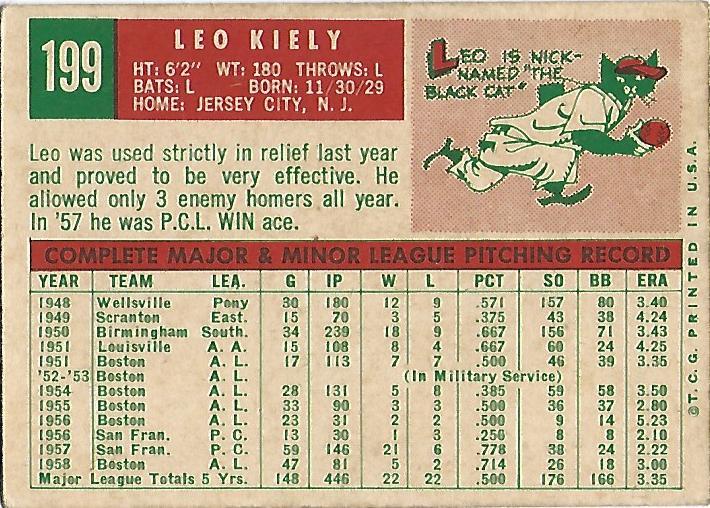 199
LEO KIELY
HT: 6'2" WT: 180 THROWS: L
BATS: L BORN: 11/30/29
HOME: JERSEY CITY, N. J.
LEO IS NICK-
NAMED "THE
BLACK CAT"
Leo was used strictly in relief last year
and proved to be very effective. He
allowed only 3 enemy homers all year.
In '57 he was P.C.L. WIN ace.
COMPLETE MAJOR & MINOR LEAGUE PITCHING RECORD
YEAR TEAM LEA. G IP W L PCT SO BB ERA
1948 Wellsville Pony 30 180 12 9 .571 157 80 3.40
1949 Scranton East. 15 70 3 5 .375 43 38 4.24
1950 Birmingham South. 34 239 18 9 .667 156 71 3.43
1951 Louisville A. A. 15 108 8 4 .667 60 24 4.25
1951 Boston A. L. 17 113 7 7 .500 46 39 3.35
'52-'53 Boston A. L. (In Military Service)
1954 Boston A. L. 28 131 5 8 .385 59 58 3.50
1955 Boston A. L. 33 90 3 3 .500 36 37 2.80
1956 Boston A. L. 23 31 2 2 .500 9 14 5.23
1956 San Fran. P. C. 13 30 1 3 .250 8 8 2.10
1957 San Fran. P. C. 59 146 21 6 .778 38 24 2.22
1958 Boston A. L. 47 81 5 2 .714 26 18 3.00
Major League Totals 5 Yrs. 148 446 22 22 .500 176 166 3.35
© T.C.G. PRINTED IN U.S.A.